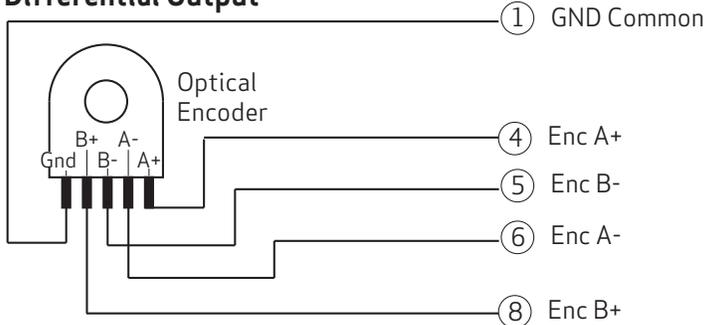 Differential Output
① GND Common
Optical
Encoder
B+ A-
Gnd B- A+
④ Enc A+
⑤ Enc B-
⑥ Enc A-
⑧ Enc B+